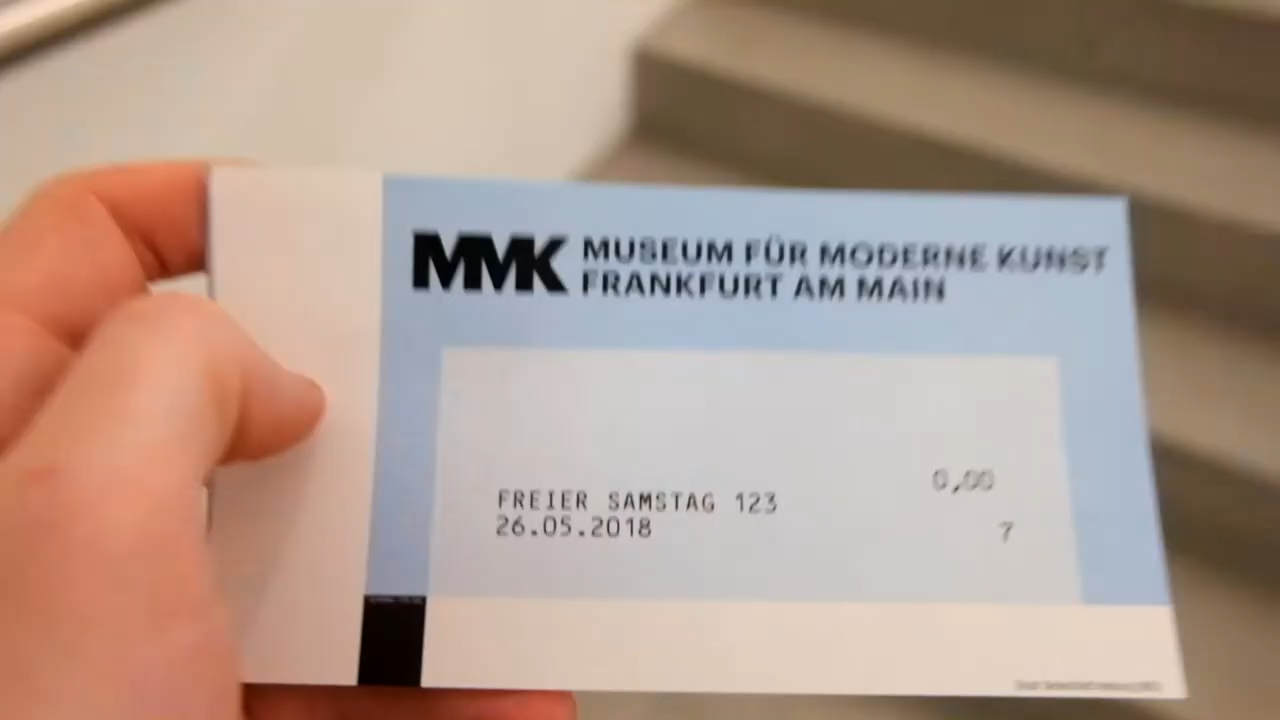 MMK MUSEUM FÜR MODERNE KUNST
FRANKFURT AM MAIN
0,00
FREIER SAMSTAG 123
26.05.2018
7